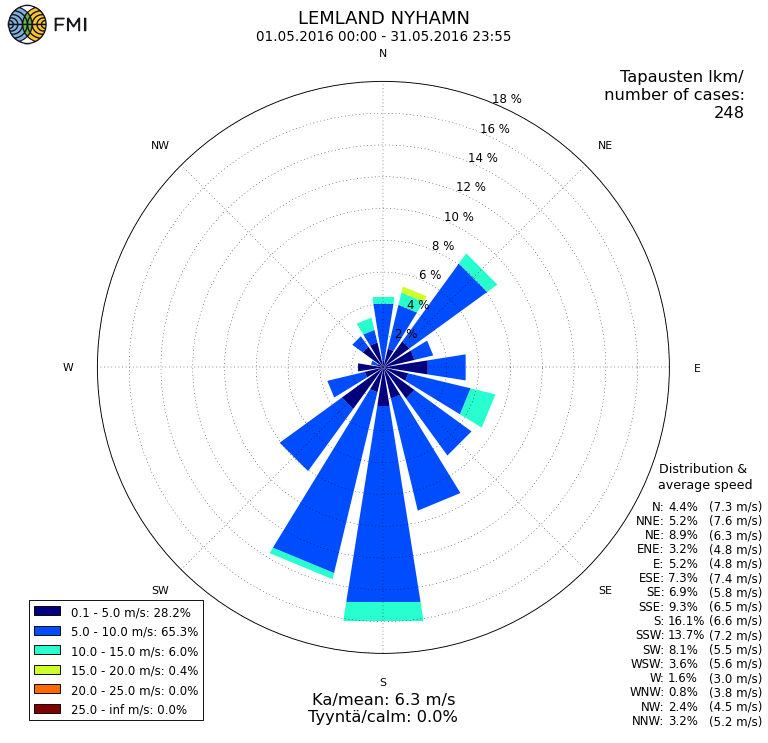 FMI
LEMLAND NYHAMN
01.05.2016 00:00 - 31.05.2016 23:55
Tapausten lkm/
number of cases:
248
N
NE
E
SE
S
SW
W
NW
18 %
16 %
14 %
12 %
10 %
8 %
6 %
4 %
2 %
Distribution &
average speed
N: 4.4% (7.3 m/s)
NNE: 5.2% (7.6 m/s)
NE: 8.9% (6.3 m/s)
ENE: 3.2% (4.8 m/s)
E: 5.2% (4.8 m/s)
ESE: 7.3% (7.4 m/s)
SE: 6.9% (5.8 m/s)
SSE: 9.3% (6.5 m/s)
S: 16.1% (6.6 m/s)
SSW: 13.7% (7.2 m/s)
SW: 8.1% (5.5 m/s)
WSW: 3.6% (5.6 m/s)
W: 1.6% (3.0 m/s)
WNW: 0.8% (3.8 m/s)
NW: 2.4% (4.5 m/s)
NNW: 3.2% (5.2 m/s)
0.1 - 5.0 m/s: 28.2%
5.0 - 10.0 m/s: 65.3%
10.0 - 15.0 m/s: 6.0%
15.0 - 20.0 m/s: 0.4%
20.0 - 25.0 m/s: 0.0%
25.0 - inf m/s: 0.0%
Ka/mean: 6.3 m/s
Tyyntä/calm: 0.0%